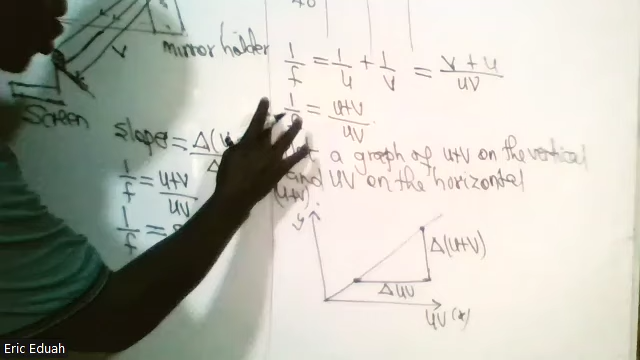 40
v
mirror holder
Screen
slope = Δ(
Δ
1/f = u+v/uv
1/f =
1/f = 1/u + 1/v = v+u/uv
1/ = u+v/uv.
a graph of u+v on the vertical
and uv on the horizontal
(u+v)
y
Δ(u+v)
Δuv
uv(x)
Eric Eduah